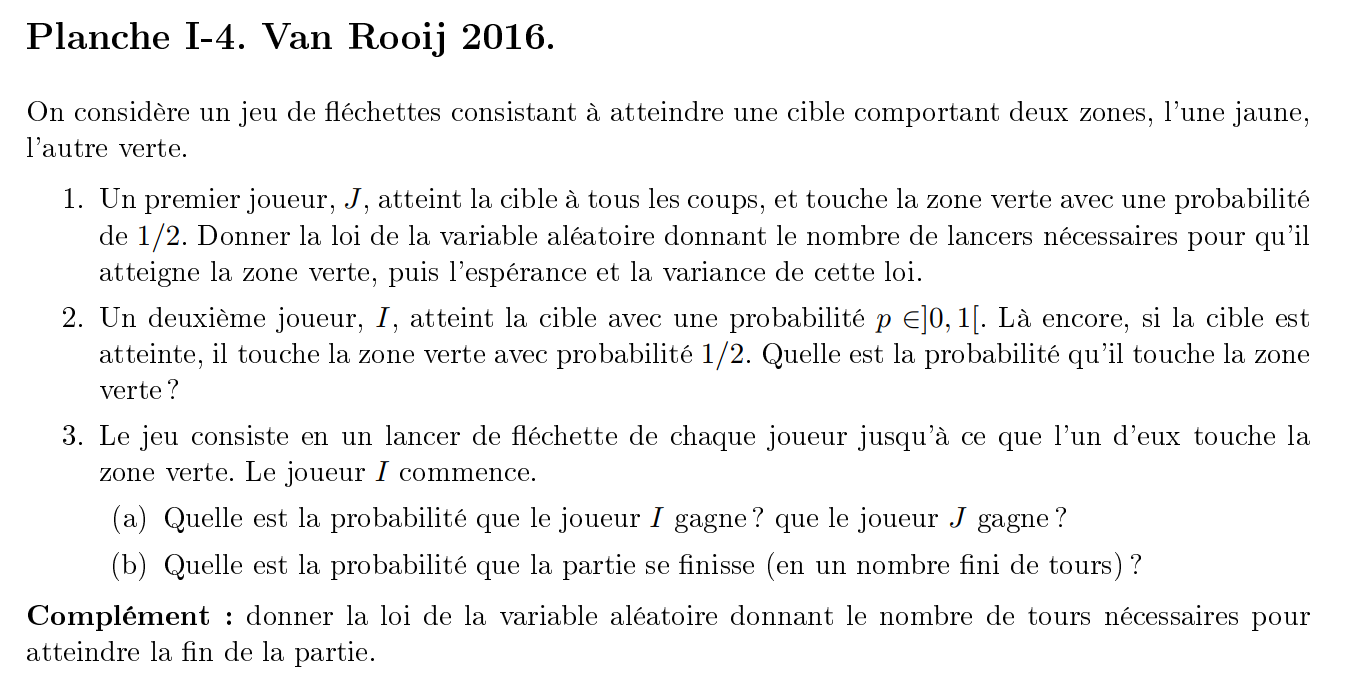 Planche I-4. Van Rooij 2016.
On considère un jeu de fléchettes consistant à atteindre une cible comportant deux zones, l'une jaune,
l'autre verte.
1. Un premier joueur, J, atteint la cible à tous les coups, et touche la zone verte avec une probabilité
de 1/2. Donner la loi de la variable aléatoire donnant le nombre de lancers nécessaires pour qu'il
atteigne la zone verte, puis l'espérance et la variance de cette loi.
2. Un deuxième joueur, I, atteint la cible avec une probabilité p ∈]0, 1[. Là encore, si la cible est
atteinte, il touche la zone verte avec probabilité 1/2. Quelle est la probabilité qu'il touche la zone
verte ?
3. Le jeu consiste en un lancer de fléchette de chaque joueur jusqu'à ce que l'un d'eux touche la
zone verte. Le joueur I commence.
(a) Quelle est la probabilité que le joueur I gagne ? que le joueur J gagne ?
(b) Quelle est la probabilité que la partie se finisse (en un nombre fini de tours) ?
Complément : donner la loi de la variable aléatoire donnant le nombre de tours nécessaires pour
atteindre la fin de la partie.